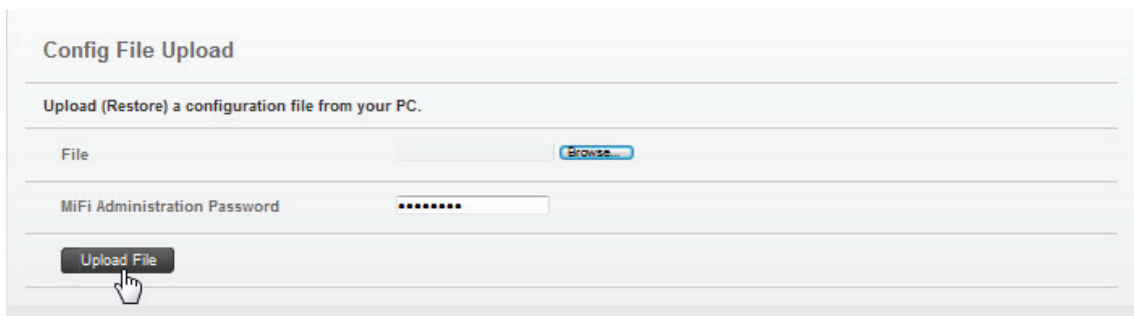 Config File Upload
Upload (Restore) a configuration file from your PC.
File Browse...
MiFi Administration Password ••••••••
Upload File